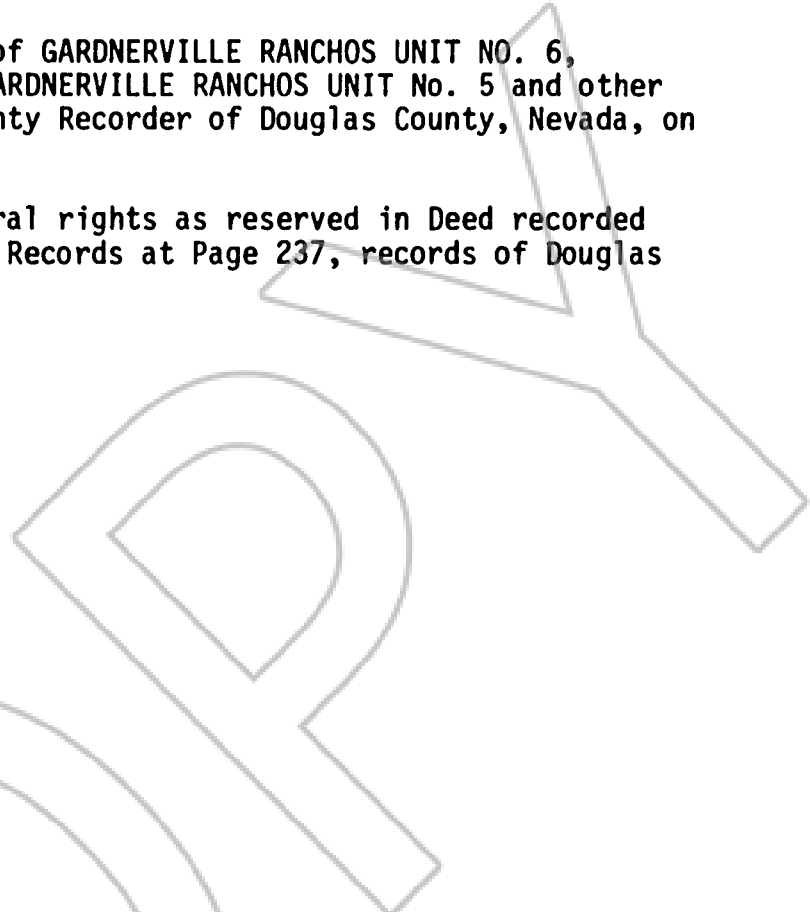 of GARDNERVILLE RANCHOS UNIT NO. 6,
ARDNERVILLE RANCHOS UNIT No. 5 and other
nty Recorder of Douglas County, Nevada, on
ral rights as reserved in Deed recorded
Records at Page 237, records of Douglas
PY